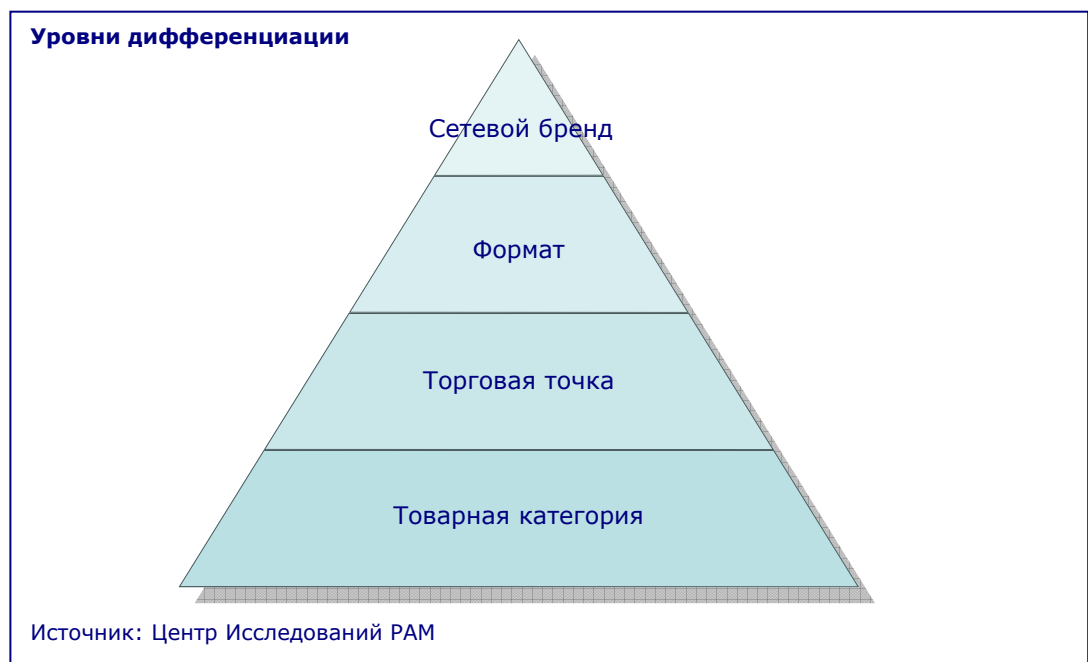 Уровни дифференциации
Сетевой бренд
Формат
Торговая точка
Товарная категория
Источник: Центр Исследований РАМ